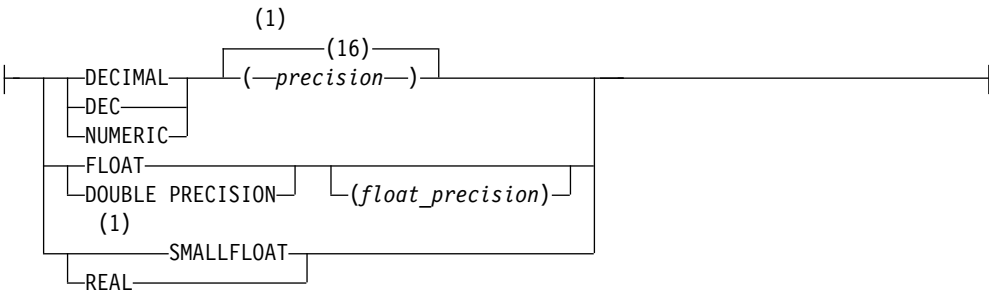 (1)
(16)
DECIMAL ( precision )
DEC
NUMERIC
FLOAT
DOUBLE PRECISION (float_precision)
(1)
SMALLFLOAT
REAL